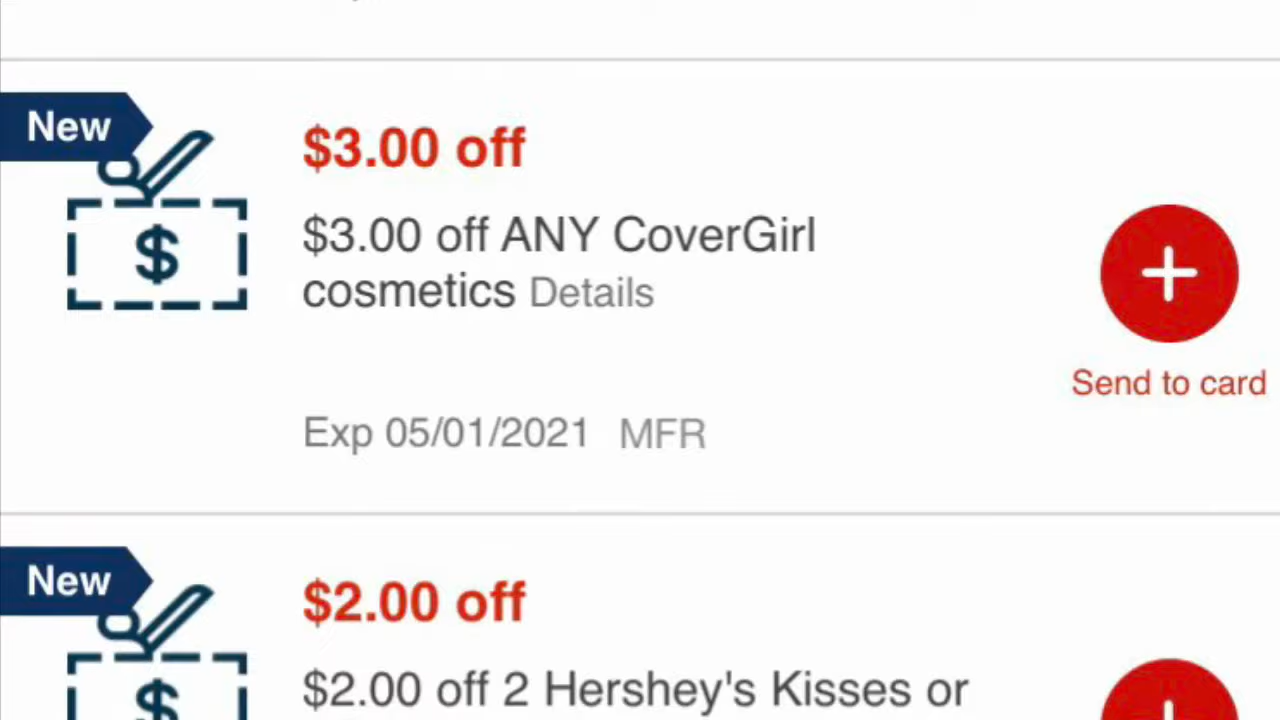 New
$3.00 off
$3.00 off ANY CoverGirl
cosmetics Details
Send to card
Exp 05/01/2021 MFR
New
$2.00 off
$2.00 off 2 Hershey's Kisses or